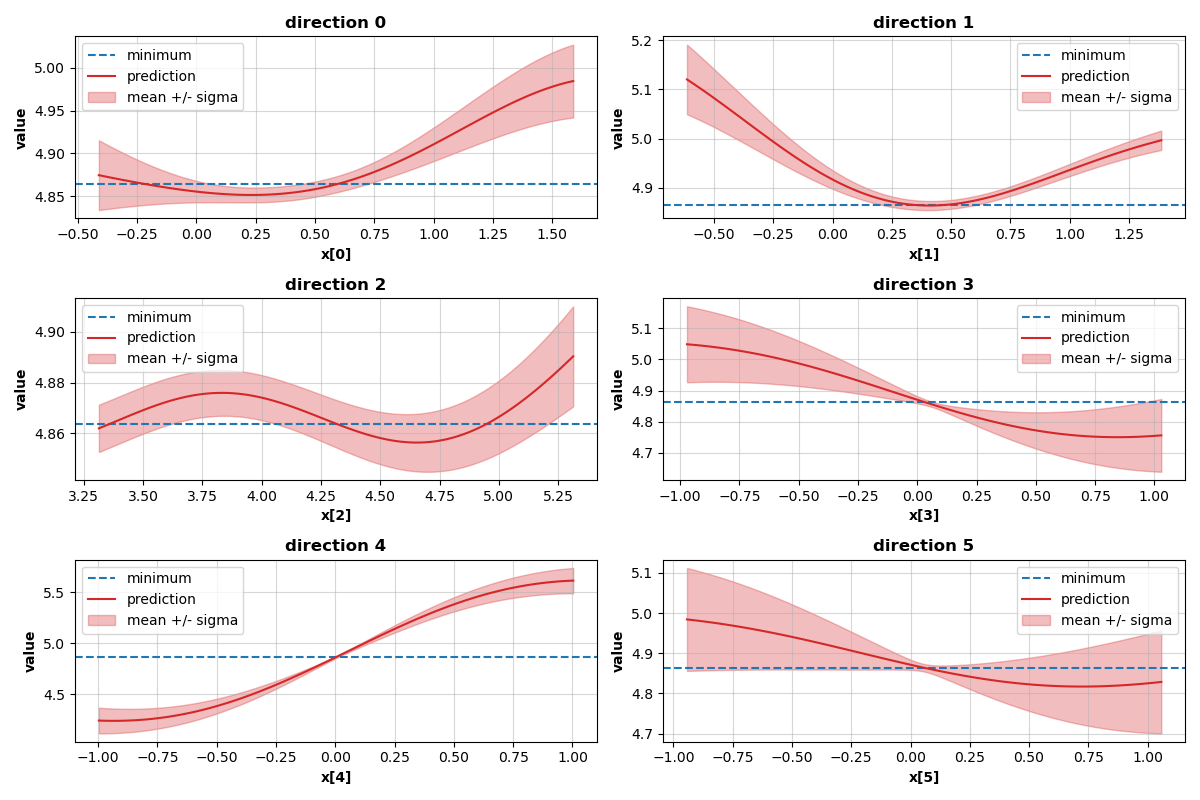 direction 0
minimum
prediction
mean +/- sigma
value
5.00
4.95
4.90
4.85
−0.50 −0.25 0.00 0.25 0.50 0.75 1.00 1.25 1.50
x[0]
direction 1
minimum
prediction
mean +/- sigma
value
5.2
5.1
5.0
4.9
−0.50 −0.25 0.00 0.25 0.50 0.75 1.00 1.25
x[1]
direction 2
minimum
prediction
mean +/- sigma
value
4.90
4.88
4.86
3.25 3.50 3.75 4.00 4.25 4.50 4.75 5.00 5.25
x[2]
direction 3
minimum
prediction
mean +/- sigma
value
5.1
5.0
4.9
4.8
4.7
−1.00 −0.75 −0.50 −0.25 0.00 0.25 0.50 0.75 1.00
x[3]
direction 4
minimum
prediction
mean +/- sigma
value
5.5
5.0
4.5
−1.00 −0.75 −0.50 −0.25 0.00 0.25 0.50 0.75 1.00
x[4]
direction 5
minimum
prediction
mean +/- sigma
value
5.1
5.0
4.9
4.8
4.7
−1.00 −0.75 −0.50 −0.25 0.00 0.25 0.50 0.75 1.00
x[5]